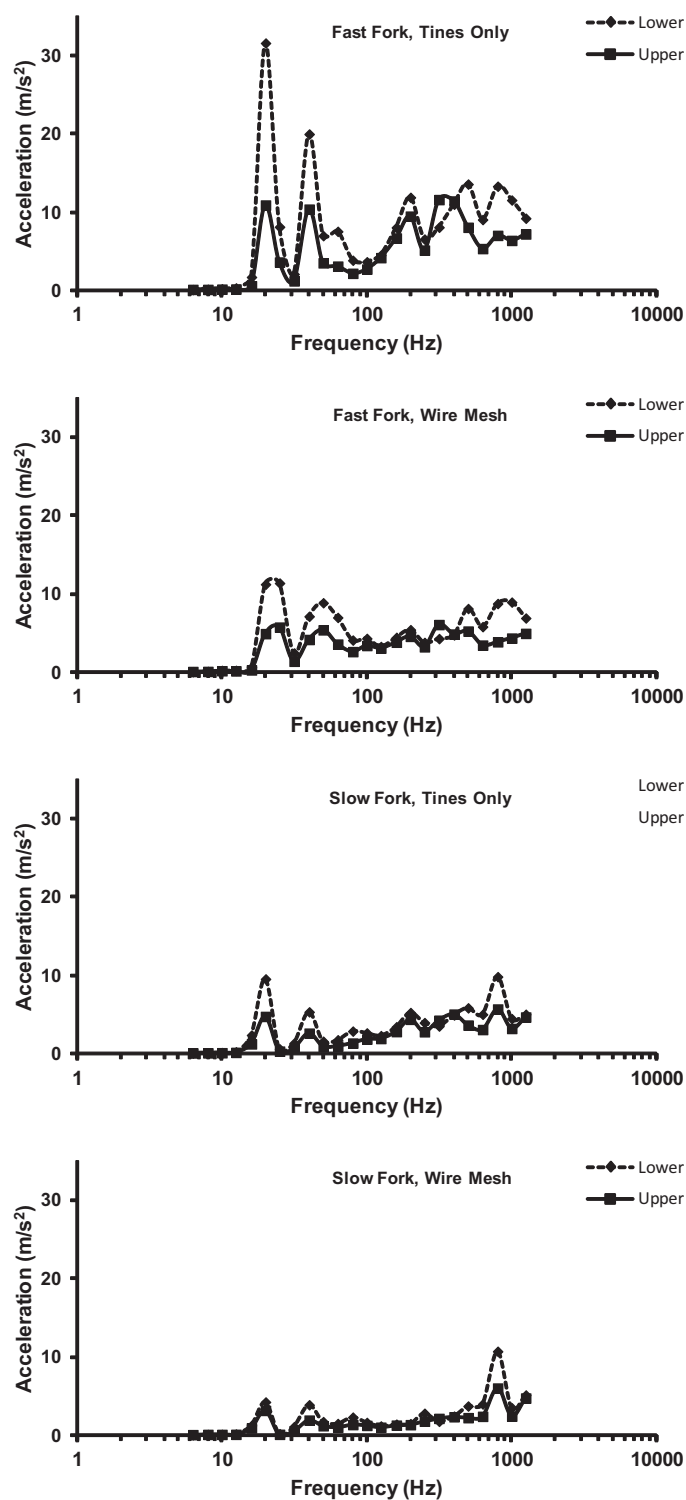 Fast Fork, Tines Only
Lower
Upper
Acceleration (m/s²)
30
20
10
0
1 10 100 1000 10000
Frequency (Hz)
Fast Fork, Wire Mesh
Lower
Upper
Acceleration (m/s²)
30
20
10
0
1 10 100 1000 10000
Frequency (Hz)
Slow Fork, Tines Only
Lower
Upper
Acceleration (m/s²)
30
20
10
0
1 10 100 1000 10000
Frequency (Hz)
Slow Fork, Wire Mesh
Lower
Upper
Acceleration (m/s²)
30
20
10
0
1 10 100 1000 10000
Frequency (Hz)